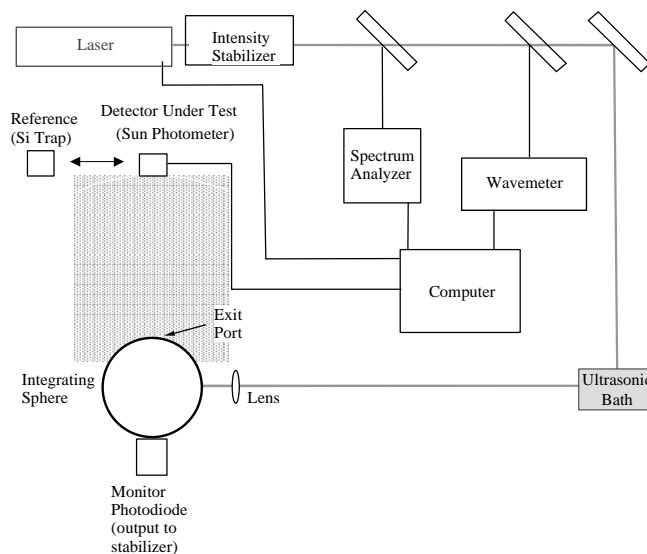 Laser
Intensity
Stabilizer
Reference
(Si Trap)
Detector Under Test
(Sun Photometer)
Spectrum
Analyzer
Wavemeter
Computer
Exit
Port
Integrating
Sphere
Lens
Ultrasonic
Bath
Monitor
Photodiode
(output to
stabilizer)